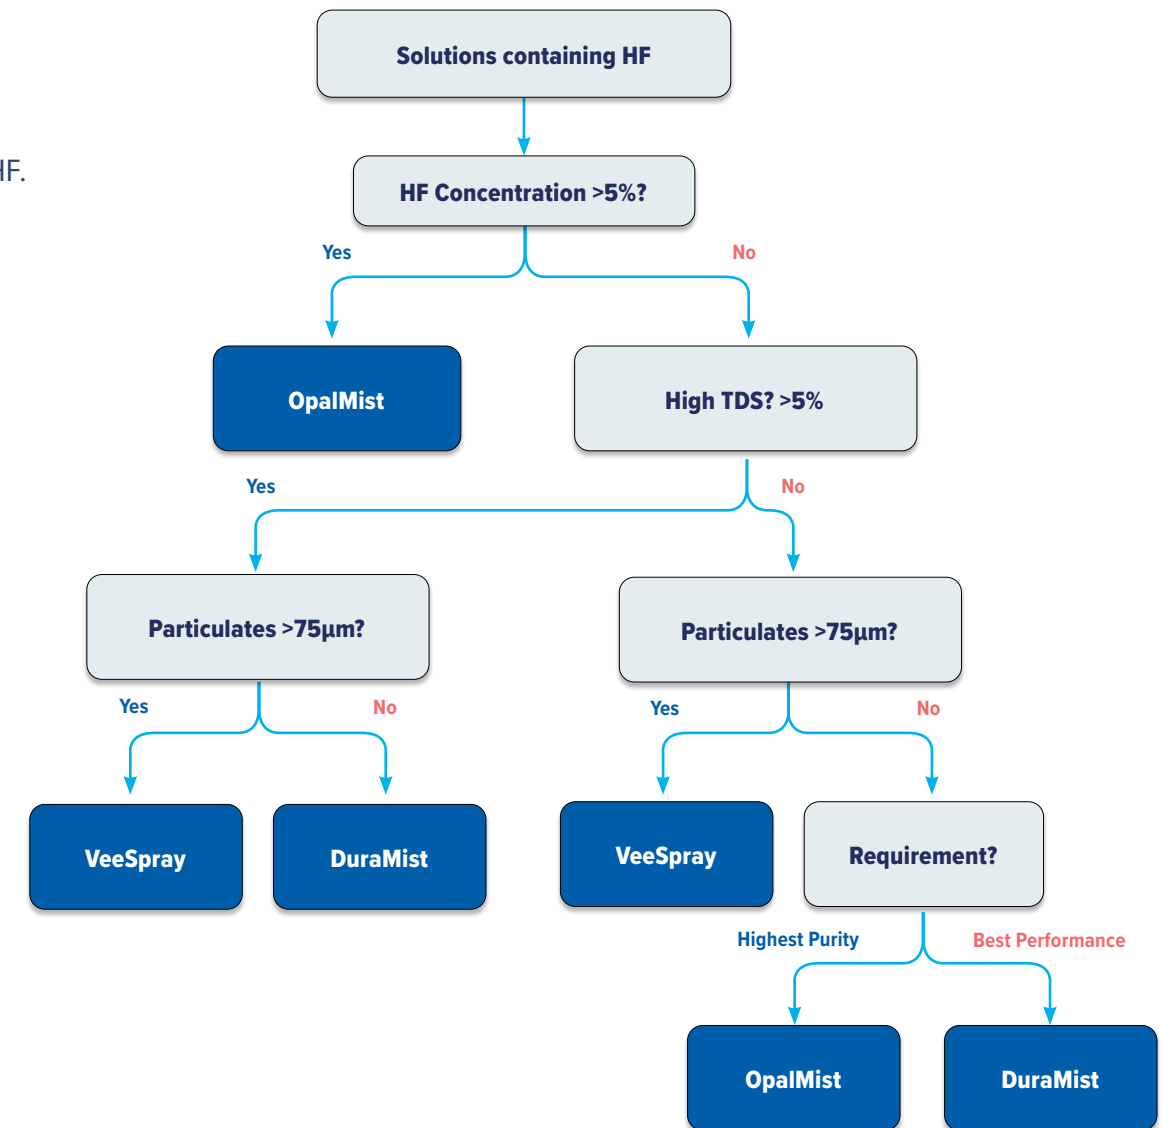 Solutions containing HF
HF.
HF Concentration >5%?
Yes
No
OpalMist
High TDS? >5%
Yes
No
Particulates >75µm?
Particulates >75µm?
Yes
No
Yes
No
VeeSpray
DuraMist
VeeSpray
Requirement?
Highest Purity
Best Performance
OpalMist
DuraMist